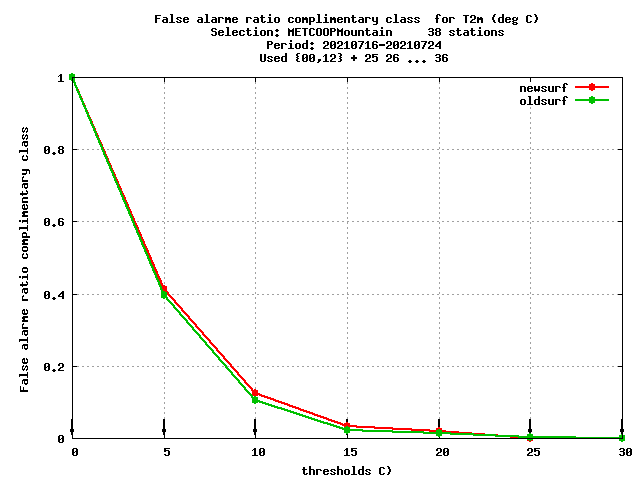 False alarme ratio complimentary class  for T2m (deg C)
Selection: METCOOPMountain     38 stations
Period: 20210716-20210724
Used {00,12} + 25 26 ... 36
newsurf
oldsurf
False alarme ratio complimentary class
1
0.8
0.6
0.4
0.2
0
0 5 10 15 20 25 30
thresholds C)